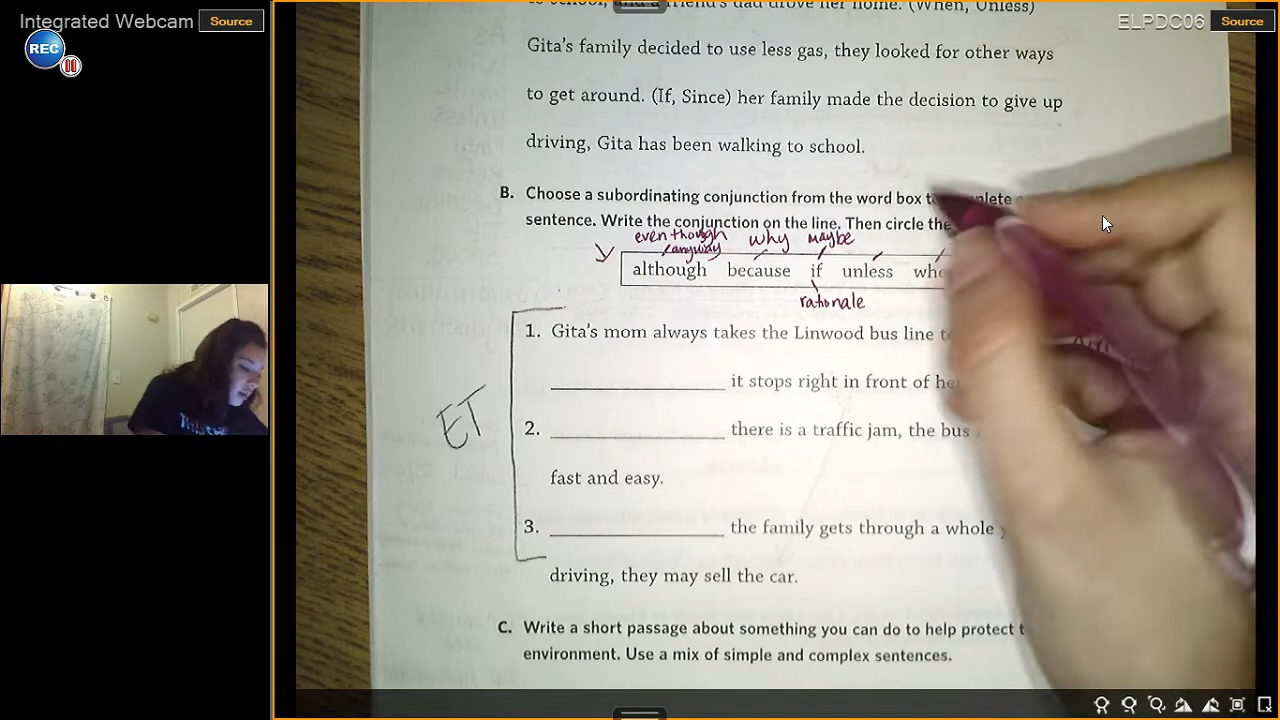 Integrated Webcam
Source
REC
ELPDC06
Source
to school, and a friend's dad drove her home. (When, Unless)
Gita's family decided to use less gas, they looked for other ways
to get around. (If, Since) her family made the decision to give up
driving, Gita has been walking to school.
B. Choose a subordinating conjunction from the word box
sentence. Write the conjunction on the line. Then circle the
even though why maybe
anyway
although because if unless whe
rationale
1. Gita's mom always takes the Linwood bus line
____ it stops right in front of
ET
2. ____ there is a traffic jam, the bus
fast and easy.
3. ____ the family gets through a whole
driving, they may sell the car.
C. Write a short passage about something you can do to help protect
environment. Use a mix of simple and complex sentences.